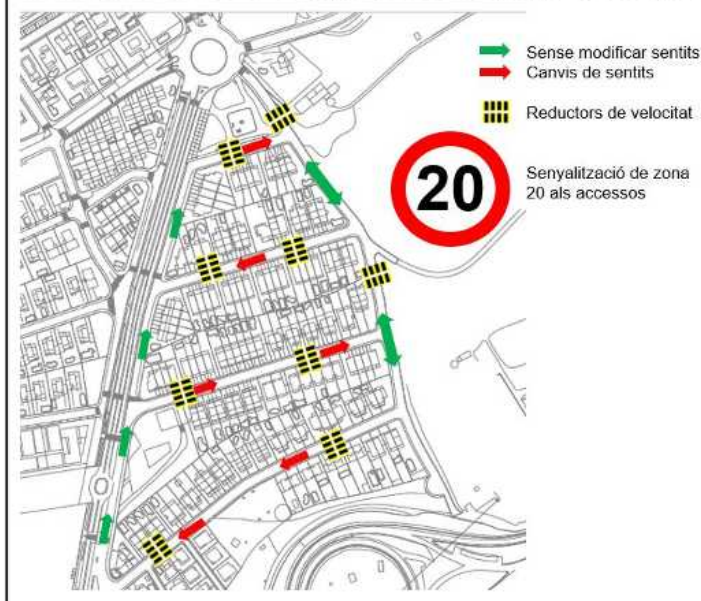 Sense modificar sentits
Canvis de sentits
Reductors de velocitat
20
Senyalització de zona
20 als accessos